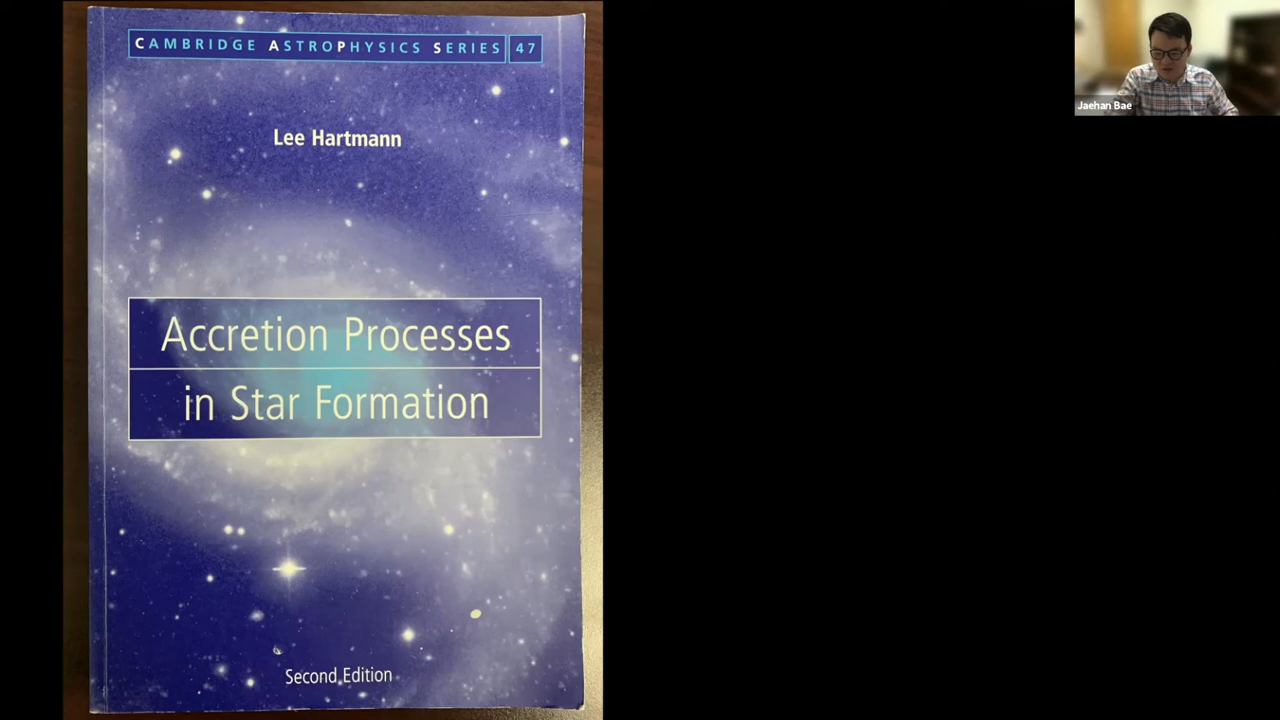 CAMBRIDGE ASTROPHYSICS SERIES 47
Lee Hartmann
Accretion Processes
in Star Formation
Second Edition
Jaehan Bae